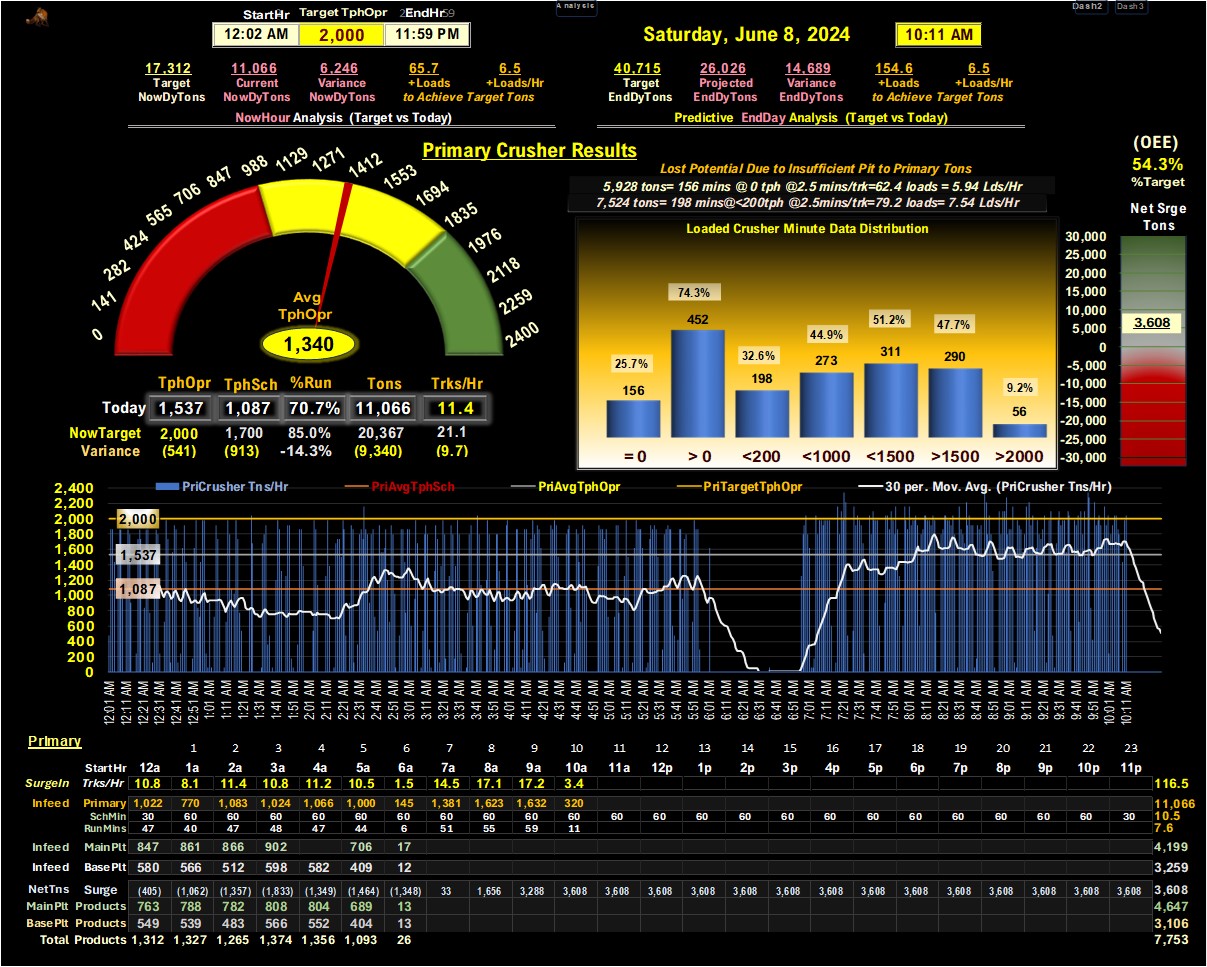 Analysis
Dash2 Dash3
StartHr Target TphOpr EndHr
12:02 AM 2,000 11:59 PM
Saturday, June 8, 2024 10:11 AM
17,312 11,066 6,246 65.7 6.5
Target Current Variance +Loads +Loads/Hr
NowDyTons NowDyTons NowDyTons to Achieve Target Tons
NowHour Analysis (Target vs Today)
40,715 26,026 14,689 154.6 6.5
Target Projected Variance +Loads +Loads/Hr
EndDyTons EndDyTons EndDyTons to Achieve Target Tons
Predictive EndDay Analysis (Target vs Today)
Primary Crusher Results
0 141 282 424 565 706 847 988 1129 1271 1412 1553 1694 1835 1976 2118 2259 2400
Avg
TphOpr
1,340
TphOpr TphSch %Run Tons Trks/Hr
Today 1,537 1,087 70.7% 11,066 11.4
NowTarget 2,000 1,700 85.0% 20,367 21.1
Variance (541) (913) -14.3% (9,340) (9.7)
Lost Potential Due to Insufficient Pit to Primary Tons
5,928 tons= 156 mins @ 0 tph @2.5 mins/trk=62.4 loads = 5.94 Lds/Hr
7,524 tons= 198 mins@<200tph @2.5mins/trk=79.2 loads= 7.54 Lds/Hr
Loaded Crusher Minute Data Distribution
25.7% 74.3% 32.6% 44.9% 51.2% 47.7% 9.2%
156 452 198 273 311 290 56
= 0 > 0 <200 <1000 <1500 >1500 >2000
(OEE)
54.3%
%Target
Net Srge
Tons
30,000
25,000
20,000
15,000
10,000
5,000
0
-5,000
-10,000
-15,000
-20,000
-25,000
-30,000
3,608
PriCrusher Tns/Hr PriAvgTphSch PriAvgTphOpr PriTargetTphOpr 30 per. Mov. Avg. (PriCrusher Tns/Hr)
2,400
2,200
2,000
1,800
1,600
1,400
1,200
1,000
800
600
400
200
0
2,000
1,537
1,087
12:01 AM 12:11 AM 12:21 AM 12:31 AM 12:41 AM 12:51 AM 1:01 AM 1:11 AM 1:21 AM 1:31 AM 1:41 AM 1:51 AM 2:01 AM 2:11 AM 2:21 AM 2:31 AM 2:41 AM 2:51 AM 3:01 AM 3:11 AM 3:21 AM 3:31 AM 3:41 AM 3:51 AM 4:01 AM 4:11 AM 4:21 AM 4:31 AM 4:41 AM 4:51 AM 5:01 AM 5:11 AM 5:21 AM 5:31 AM 5:41 AM 5:51 AM 6:01 AM 6:11 AM 6:21 AM 6:31 AM 6:41 AM 6:51 AM 7:01 AM 7:11 AM 7:21 AM 7:31 AM 7:41 AM 7:51 AM 8:01 AM 8:11 AM 8:21 AM 8:31 AM 8:41 AM 8:51 AM 9:01 AM 9:11 AM 9:21 AM 9:31 AM 9:41 AM 9:51 AM 10:01 AM 10:11 AM
Primary
1 2 3 4 5 6 7 8 9 10 11 12 13 14 15 16 17 18 19 20 21 22 23
StartHr 12a 1a 2a 3a 4a 5a 6a 7a 8a 9a 10a 11a 12p 1p 2p 3p 4p 5p 6p 7p 8p 9p 10p 11p
SurgeIn Trks/Hr 10.8 8.1 11.4 10.8 11.2 10.5 1.5 14.5 17.1 17.2 3.4 116.5
Infeed Primary 1,022 770 1,083 1,024 1,066 1,000 145 1,381 1,623 1,632 320 11,066
SchMin 30 60 60 60 60 60 60 60 60 60 60 60 60 60 60 60 60 60 60 60 60 60 60 30 10.5
RunMins 47 40 47 48 47 44 6 51 55 59 11 7.6
Infeed MainPlt 847 861 866 902 706 17 4,199
Infeed BasePlt 580 566 512 598 582 409 12 3,259
NetTns Surge (405) (1,062) (1,357) (1,833) (1,349) (1,464) (1,348) 33 1,656 3,288 3,608 3,608 3,608 3,608 3,608 3,608 3,608 3,608 3,608 3,608 3,608 3,608 3,608 3,608 3,608
MainPlt Products 763 788 782 808 804 689 13 4,647
BasePlt Products 549 539 483 566 552 404 13 3,106
Total Products 1,312 1,327 1,265 1,374 1,356 1,093 26 7,753